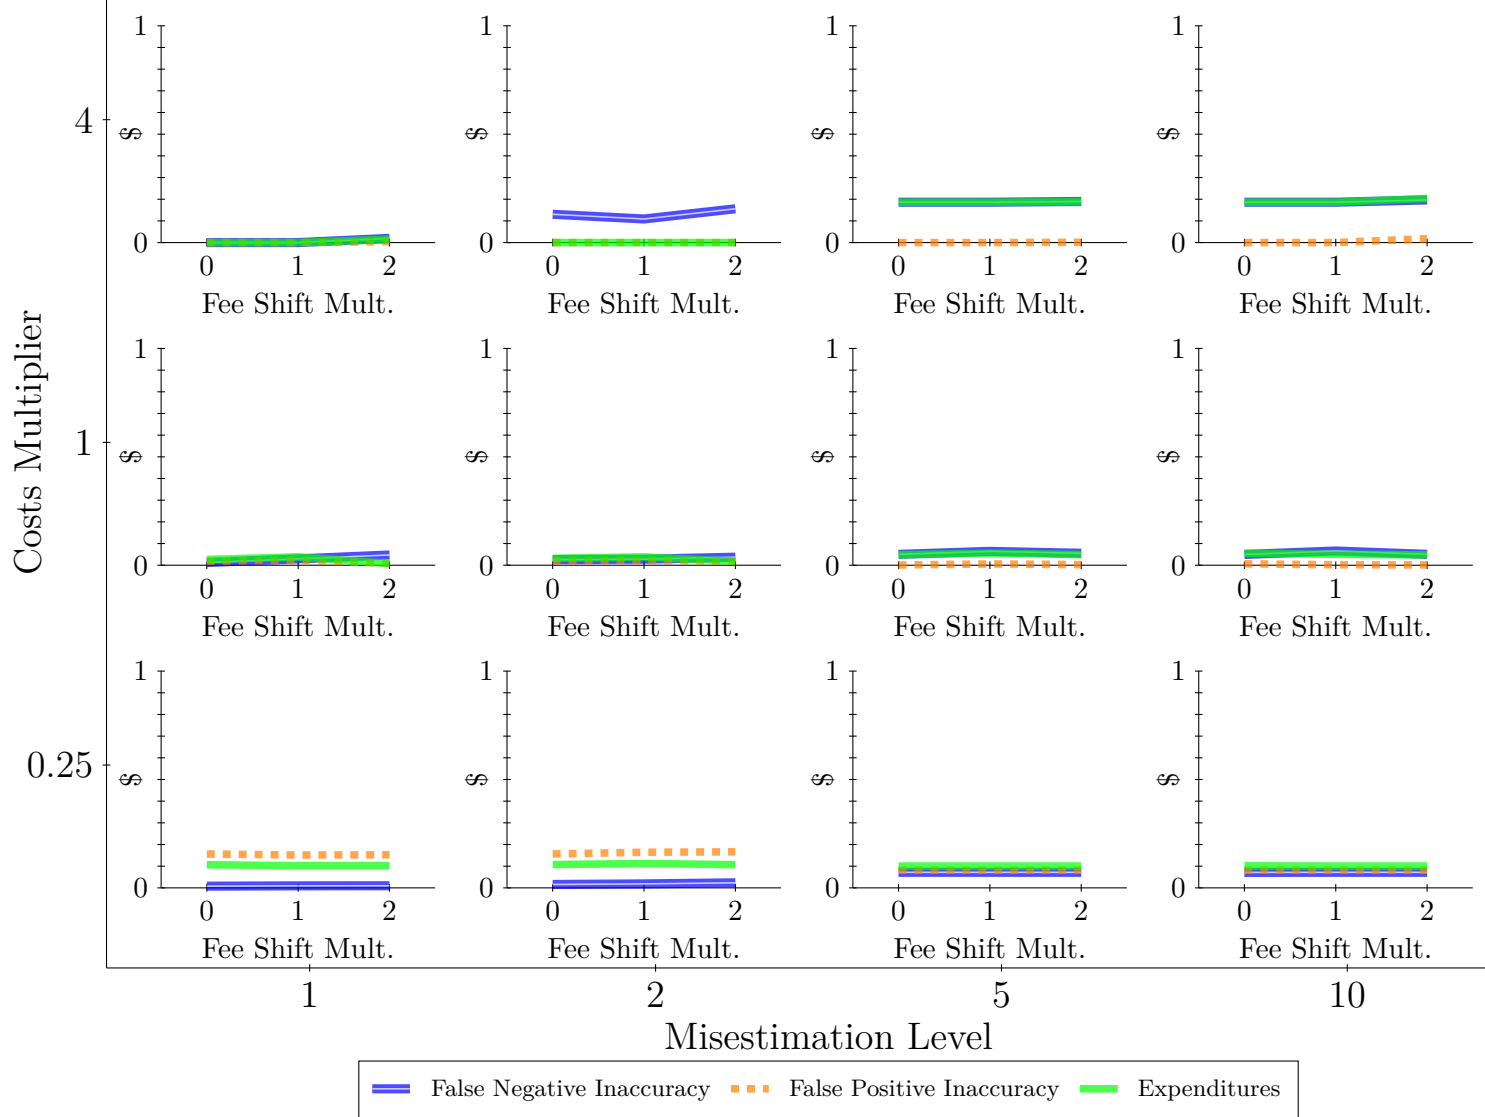 Costs Multiplier
4
1
$
0
0 1 2
Fee Shift Mult.
1
$
0
0 1 2
Fee Shift Mult.
1
$
0
0 1 2
Fee Shift Mult.
1
$
0
0 1 2
Fee Shift Mult.
1
1
$
0
0 1 2
Fee Shift Mult.
1
$
0
0 1 2
Fee Shift Mult.
1
$
0
0 1 2
Fee Shift Mult.
1
$
0
0 1 2
Fee Shift Mult.
0.25
1
$
0
0 1 2
Fee Shift Mult.
1
$
0
0 1 2
Fee Shift Mult.
1
$
0
0 1 2
Fee Shift Mult.
1
$
0
0 1 2
Fee Shift Mult.
1 2 5 10
Misestimation Level
False Negative Inaccuracy False Positive Inaccuracy Expenditures